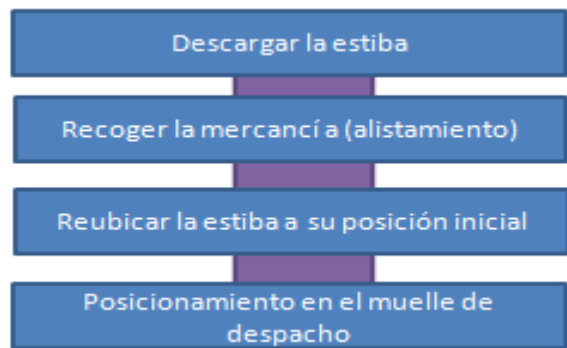 Descargar la estiba
Recoger la mercancí a (alistamiento)
Reubicar la estiba a su posición inicial
Posicionamiento en el muelle de
despacho